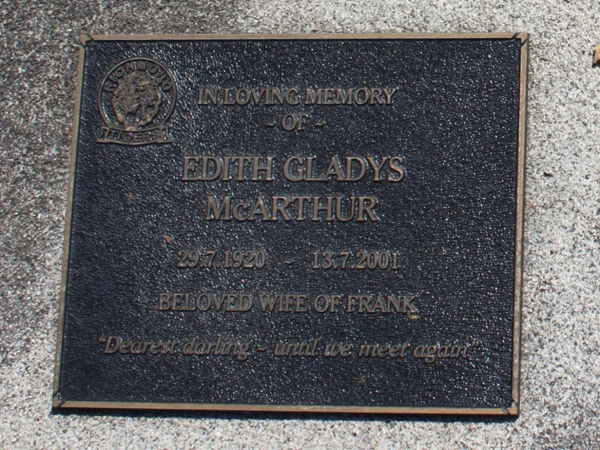 IN LOVING MEMORY
~ OF ~
EDITH GLADYS
McARTHUR
29.7.1920 - 13.7.2001
BELOVED WIFE OF FRANK
"Dearest darling ~ until we meet again"